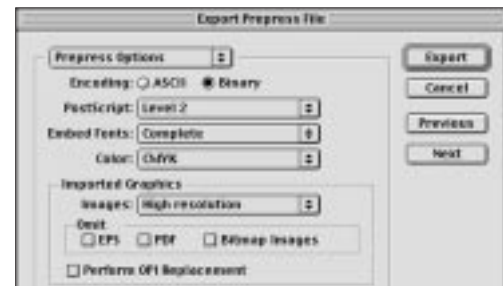 Export Prepress File
Prepress Options
Export
Encoding: ASCII Binary
Cancel
PostScript: Level 2
Embed Fonts: Complete
Previous
Color: CMYK
Next
Imported Graphics
Images: High resolution
Omit
EPS PDF Bitmap Images
Perform OPI Replacement